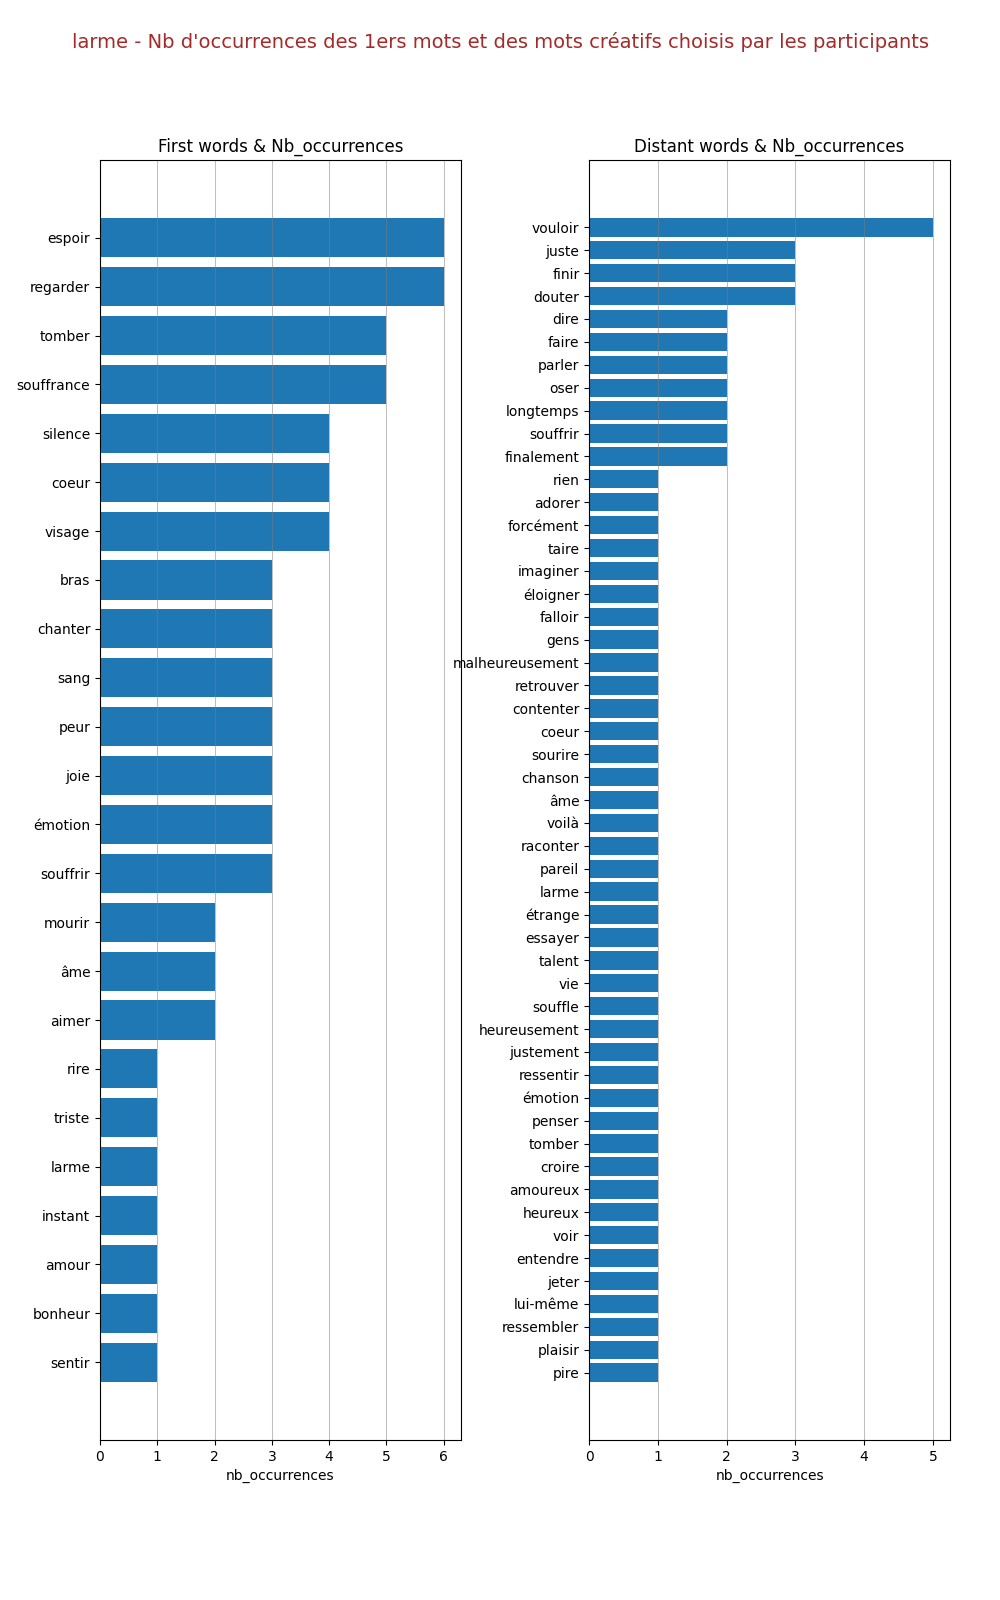 larme - Nb d'occurrences des 1ers mots et des mots créatifs choisis par les participants
First words & Nb_occurrences
espoir
regarder
tomber
souffrance
silence
coeur
visage
bras
chanter
sang
peur
joie
émotion
souffrir
mourir
âme
aimer
rire
triste
larme
instant
amour
bonheur
sentir
0 1 2 3 4 5 6
nb_occurrences
Distant words & Nb_occurrences
vouloir
juste
finir
douter
dire
faire
parler
oser
longtemps
souffrir
finalement
rien
adorer
forcément
taire
imaginer
éloigner
falloir
gens
malheureusement
retrouver
contenter
coeur
sourire
chanson
âme
voilà
raconter
pareil
larme
étrange
essayer
talent
vie
souffle
heureusement
justement
ressentir
émotion
penser
tomber
croire
amoureux
heureux
voir
entendre
jeter
lui-même
ressembler
plaisir
pire
0 1 2 3 4 5
nb_occurrences